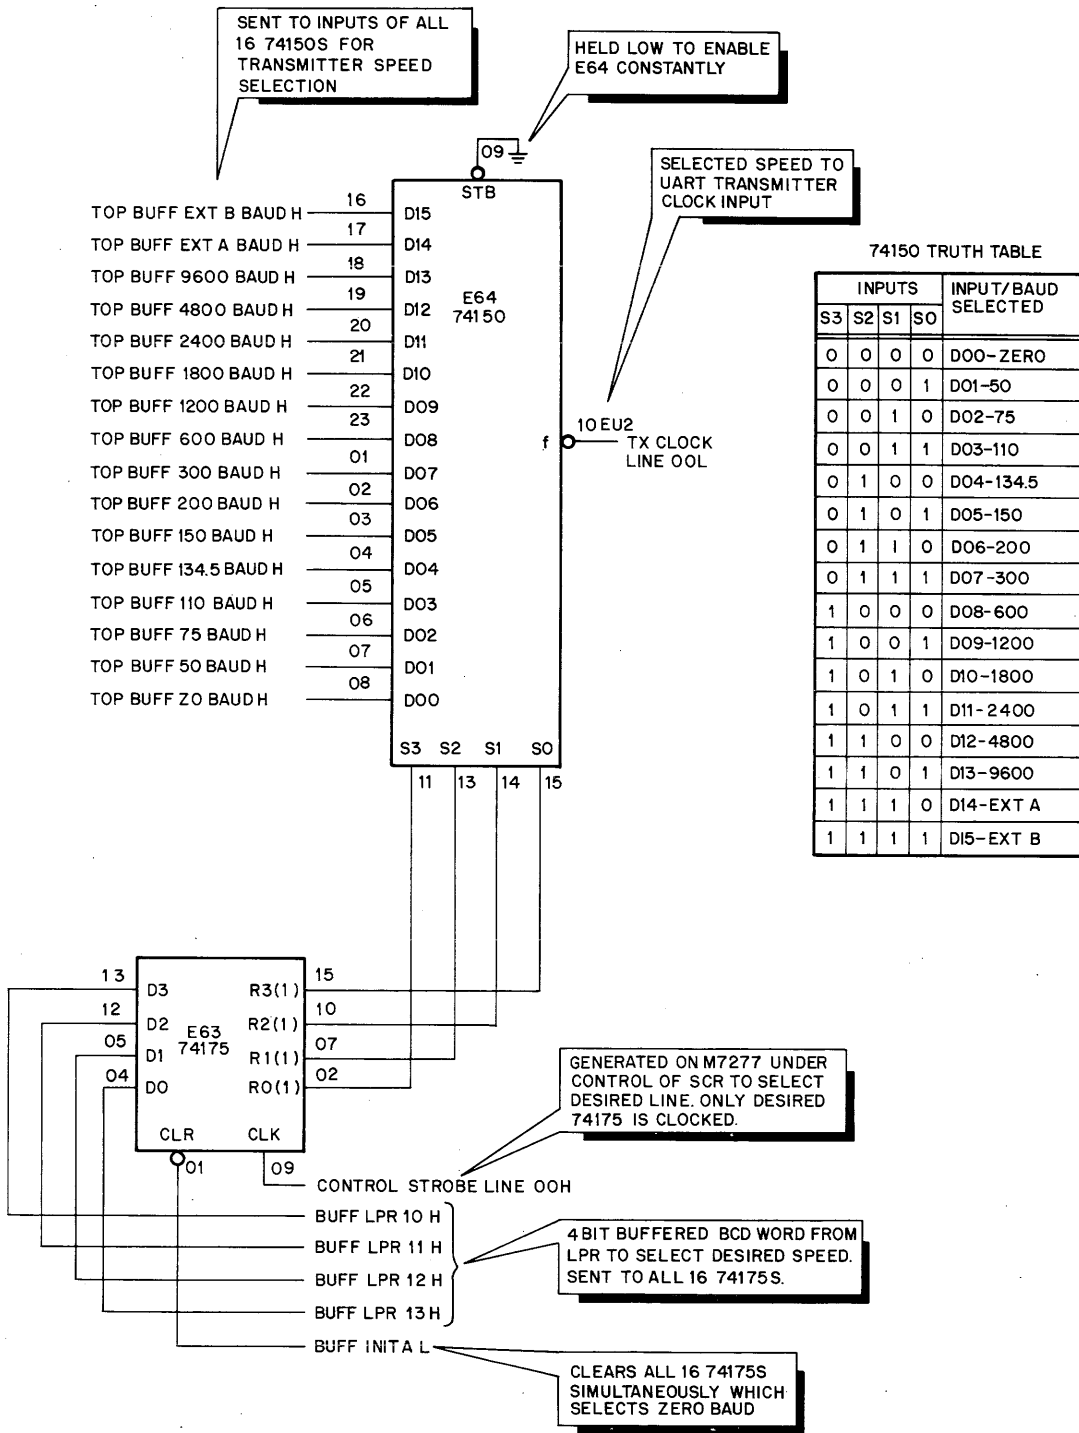 SENT TO INPUTS OF ALL
16 74150S FOR
TRANSMITTER SPEED
SELECTION
HELD LOW TO ENABLE
E64 CONSTANTLY
09
STB
SELECTED SPEED TO
UART TRANSMITTER
CLOCK INPUT
TOP BUFF EXT B BAUD H 16 D15
TOP BUFF EXT A BAUD H 17 D14
TOP BUFF 9600 BAUD H 18 D13
TOP BUFF 4800 BAUD H 19 D12
TOP BUFF 2400 BAUD H 20 D11
TOP BUFF 1800 BAUD H 21 D10
TOP BUFF 1200 BAUD H 22 D09
TOP BUFF 600 BAUD H 23 D08
TOP BUFF 300 BAUD H 01 D07
TOP BUFF 200 BAUD H 02 D06
TOP BUFF 150 BAUD H 03 D05
TOP BUFF 134.5 BAUD H 04 D04
TOP BUFF 110 BAUD H 05 D03
TOP BUFF 75 BAUD H 06 D02
TOP BUFF 50 BAUD H 07 D01
TOP BUFF ZO BAUD H 08 D00
E64
74150
f 10 EU2
TX CLOCK
LINE 00L
S3 S2 S1 S0
11 13 14 15
74150 TRUTH TABLE
INPUTS INPUT/BAUD
SELECTED
S3 S2 S1 S0
0 0 0 0 D00-ZERO
0 0 0 1 D01-50
0 0 1 0 D02-75
0 0 1 1 D03-110
0 1 0 0 D04-134.5
0 1 0 1 D05-150
0 1 1 0 D06-200
0 1 1 1 D07-300
1 0 0 0 D08-600
1 0 0 1 D09-1200
1 0 1 0 D10-1800
1 0 1 1 D11-2400
1 1 0 0 D12-4800
1 1 0 1 D13-9600
1 1 1 0 D14-EXT A
1 1 1 1 D15-EXT B
13 D3 R3(1) 15
12 D2 R2(1) 10
E63
74175
05 D1 R1(1) 07
04 D0 R0(1) 02
CLR CLK
01 09
GENERATED ON M7277 UNDER
CONTROL OF SCR TO SELECT
DESIRED LINE. ONLY DESIRED
74175 IS CLOCKED.
CONTROL STROBE LINE 00H
BUFF LPR 10 H
BUFF LPR 11 H
BUFF LPR 12 H
BUFF LPR 13 H
4 BIT BUFFERED BCD WORD FROM
LPR TO SELECT DESIRED SPEED.
SENT TO ALL 16 74175S.
BUFF INIT A L
CLEARS ALL 16 74175S
SIMULTANEOUSLY WHICH
SELECTS ZERO BAUD